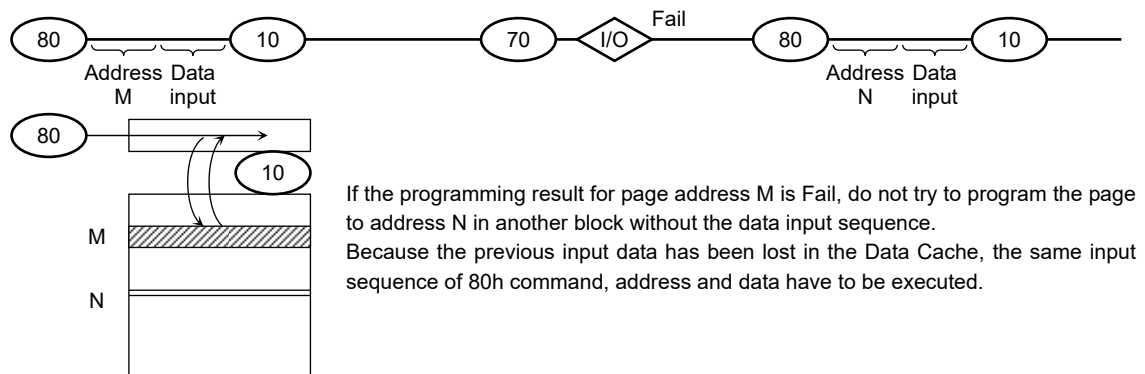 Fail
80 10 70 I/O 80 10
Address Data Address Data
M input N input
80
10
If the programming result for page address M is Fail, do not try to program the page
M
to address N in another block without the data input sequence.
Because the previous input data has been lost in the Data Cache, the same input
N
sequence of 80h command, address and data have to be executed.